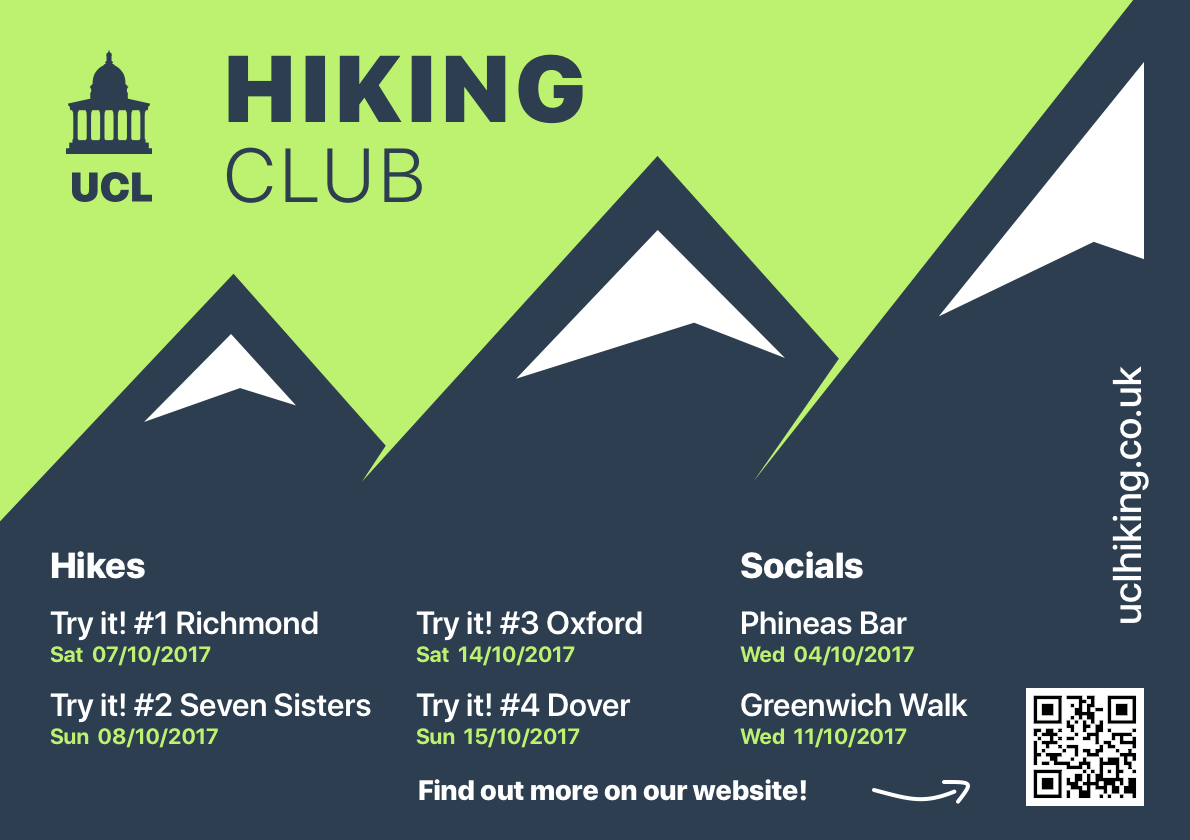 UCL
HIKING
CLUB
uclhiking.co.uk
Hikes
Try it! #1 Richmond
Sat 07/10/2017
Try it! #2 Seven Sisters
Sun 08/10/2017
Try it! #3 Oxford
Sat 14/10/2017
Try it! #4 Dover
Sun 15/10/2017
Socials
Phineas Bar
Wed 04/10/2017
Greenwich Walk
Wed 11/10/2017
Find out more on our website!